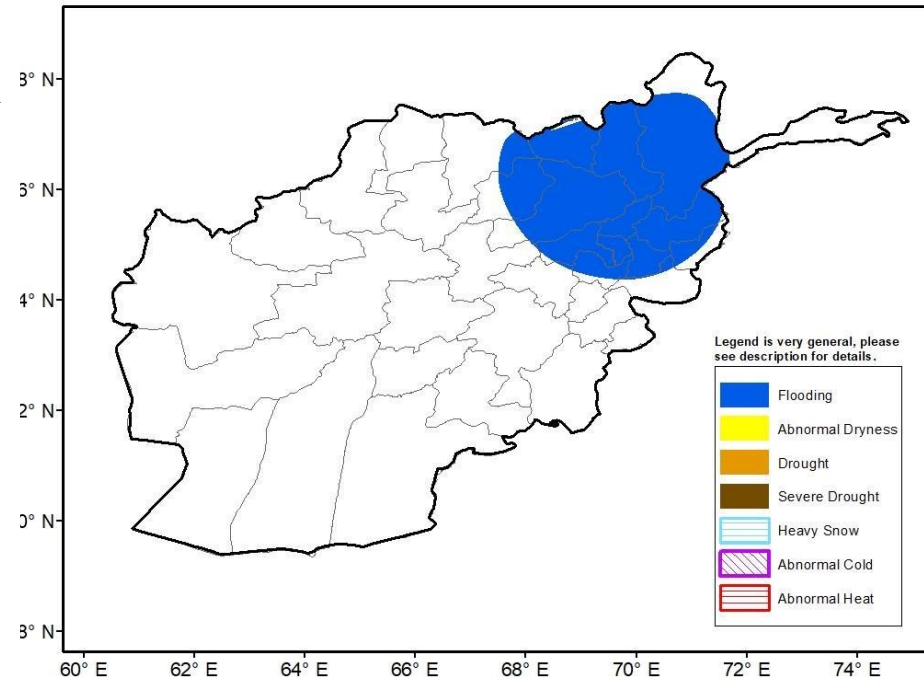 8° N
6° N
4° N
2° N
0° N
8° N
Legend is very general, please
see description for details.
Flooding
Abnormal Dryness
Drought
Severe Drought
Heavy Snow
Abnormal Cold
Abnormal Heat
60° E 62° E 64° E 66° E 68° E 70° E 72° E 74° E